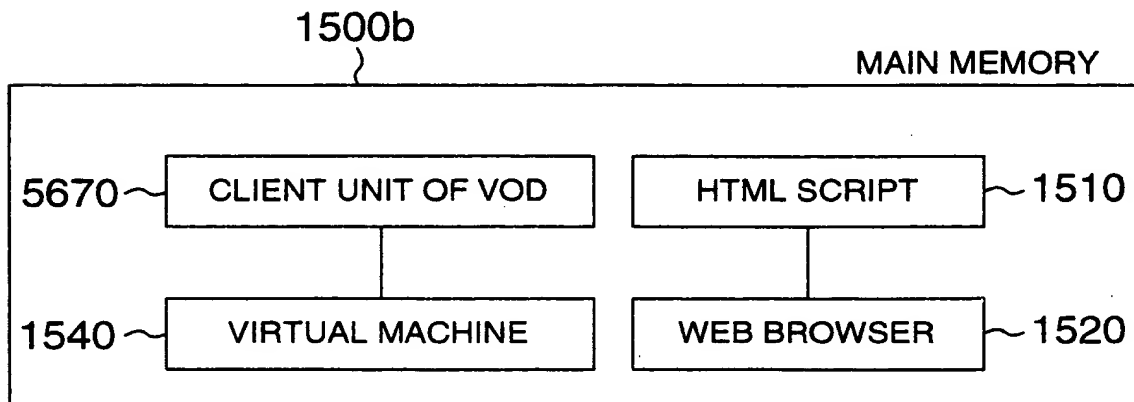 1500b
MAIN MEMORY
5670 CLIENT UNIT OF VOD HTML SCRIPT 1510
1540 VIRTUAL MACHINE WEB BROWSER 1520